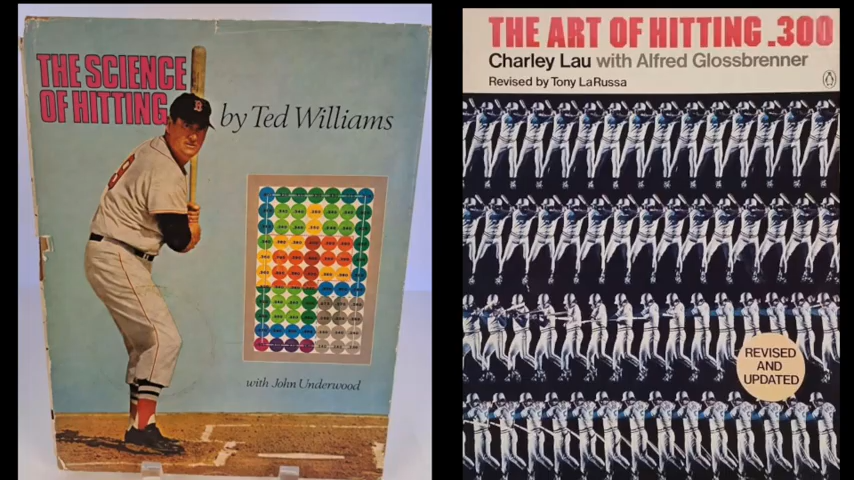 THE SCIENCE
OF HITTING
by Ted Williams
B
9
with John Underwood
THE ART OF HITTING .300
Charley Lau with Alfred Glossbrenner
Revised by Tony LaRussa
REVISED
AND
UPDATED